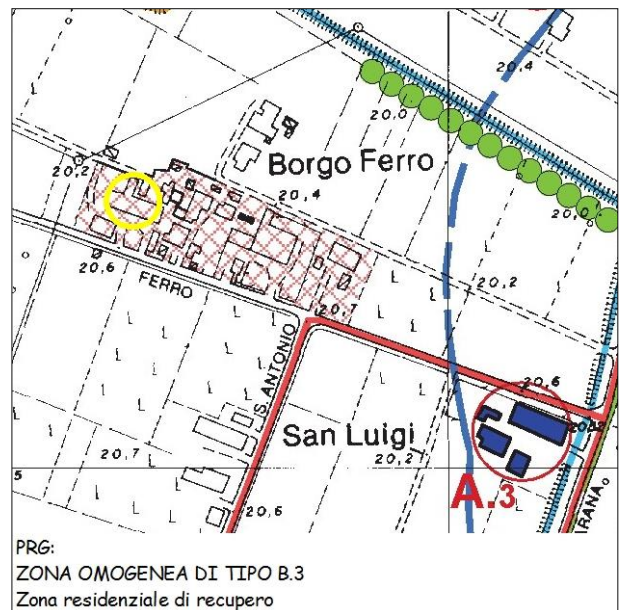 20,4
20,0
Borgo Ferro
20,2
20,4
20,0
20,6
FERRO
20,7
20,2
S. ANTONIO
20,6
San Luigi
20,7
20,2
A.3
5
20,6
ARANA
PRG:
ZONA OMOGENEA DI TIPO B.3
Zona residenziale di recupero